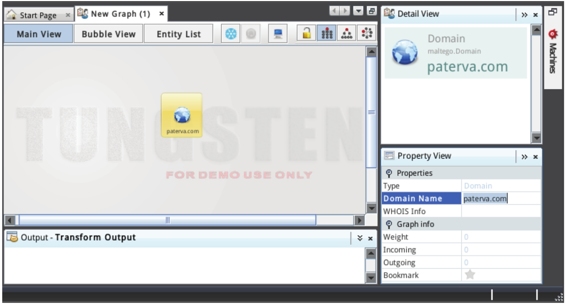 Start Page
New Graph (1)
Main View
Bubble View
Entity List
TUNGSTEN
FOR DEMO USE ONLY
paterva.com
Output - Transform Output
Detail View
Domain
maltego.Domain
paterva.com
Machines
Property View
Properties
Type Domain
Domain Name paterva.com
WHOIS Info
Graph info
Weight 0
Incoming 0
Outgoing 0
Bookmark